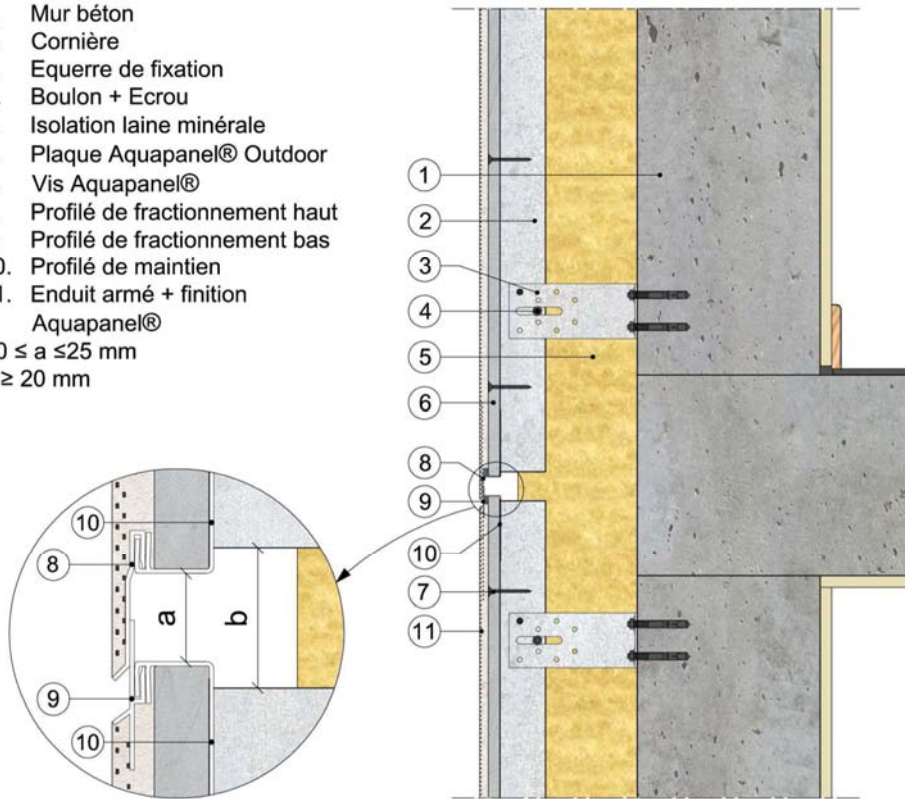 Mur béton
Cornière
Equerre de fixation
Boulon + Ecrou
Isolation laine minérale
Plaque Aquapanel® Outdoor
Vis Aquapanel®
Profilé de fractionnement haut
Profilé de fractionnement bas
0. Profilé de maintien
1. Enduit armé + finition
Aquapanel®
0 ≤ a ≤25 mm
≥ 20 mm
1
2
3
4
5
6
8
9
10
7
11
10
8
a
b
9
10